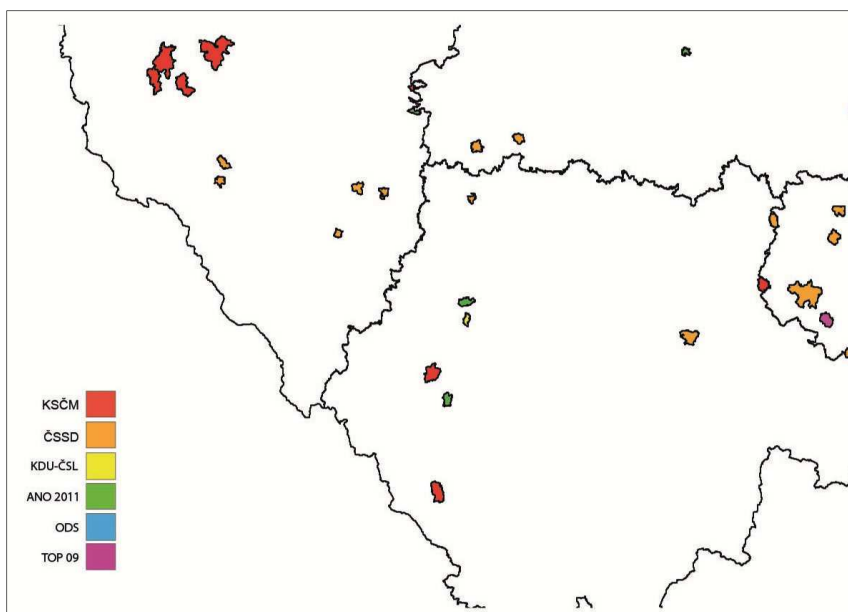 KSČM
ČSSD
KDU-ČSL
ANO 2011
ODS
TOP 09